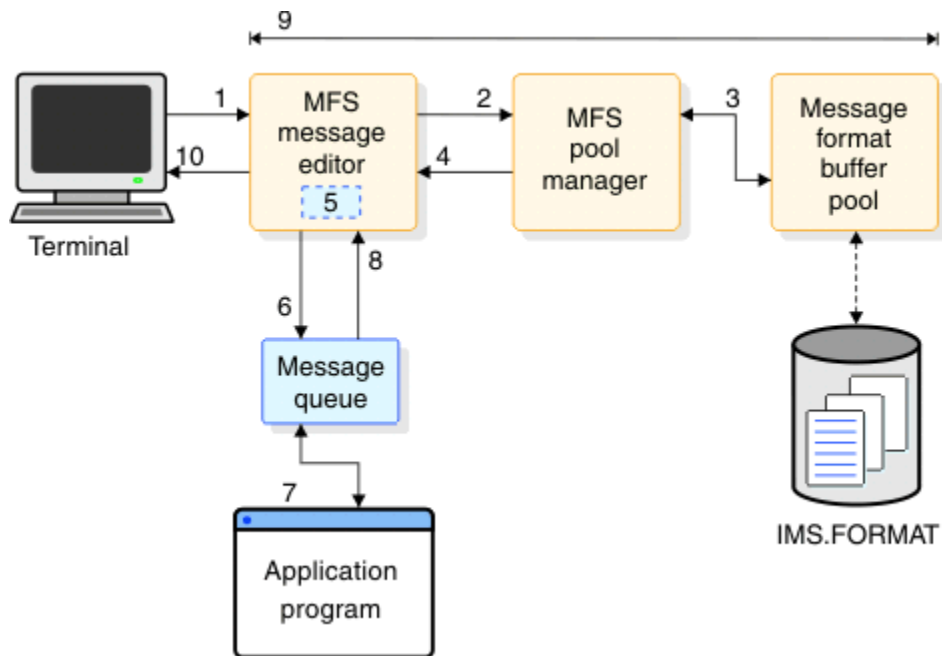 9
1
MFS
message
editor
2
MFS
pool
manager
3
Message
format
buffer
pool
10
4
5
Terminal
8
6
Message
queue
7
Application
program
IMS.FORMAT